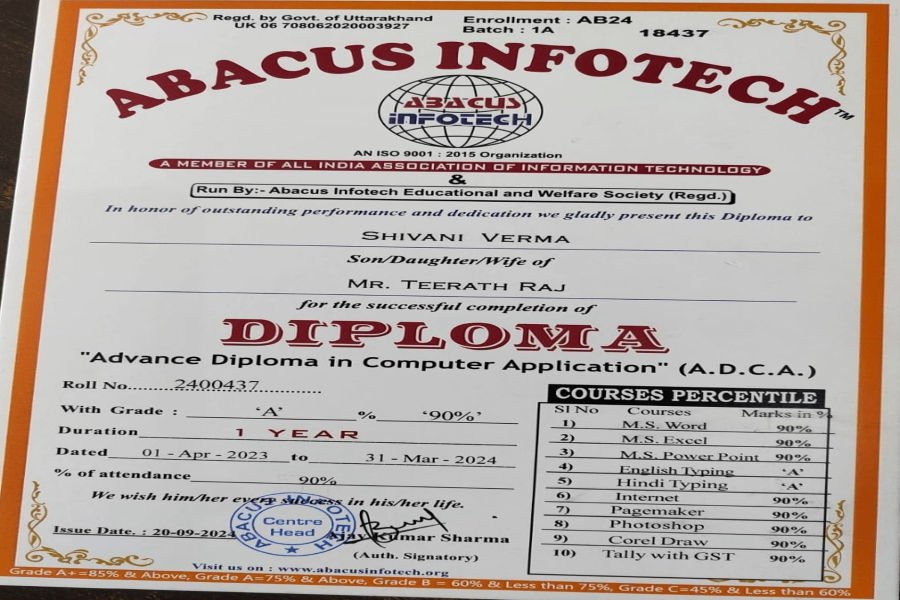 Regd. by Govt. of Uttarakhand
UK 06 708062020003927
Enrollment : AB24
Batch : 1A
18437
ABACUS INFOTECH™
ABACUS
INFOTECH
AN ISO 9001 : 2015 Organization
A MEMBER OF ALL INDIA ASSOCIATION OF INFORMATION TECHNOLOGY
&
Run By:- Abacus Infotech Educational and Welfare Society (Regd.)
In honor of outstanding performance and dedication we gladly present this Diploma to
SHIVANI VERMA
Son/Daughter/Wife of
MR. TEERATH RAJ
for the successful completion of
DIPLOMA
"Advance Diploma in Computer Application" (A.D.C.A.)
Roll No.......2400437...............
With Grade : 'A' % '90%'
Duration 1 YEAR
Dated 01 - Apr - 2023 to 31 - Mar - 2024
% of attendance 90%
We wish him/her every success in his/her life.
ABACUS INFOTECH
Centre
Head
Issue Date. : 20-09-2024
Ajay Kumar Sharma
(Auth. Signatory)
Visit us on : www.abacusinfotech.org
COURSES PERCENTILE
Sl No Courses Marks in %
1) M.S. Word 90%
2) M.S. Excel 90%
3) M.S. Power Point 90%
4) English Typing 'A'
5) Hindi Typing 'A'
6) Internet 90%
7) Pagemaker 90%
8) Photoshop 90%
9) Corel Draw 90%
10) Tally with GST 90%
Grade A+=85% & Above, Grade A=75% & Above, Grade B = 60% & Less than 75%, Grade C=45% & Less than 60%